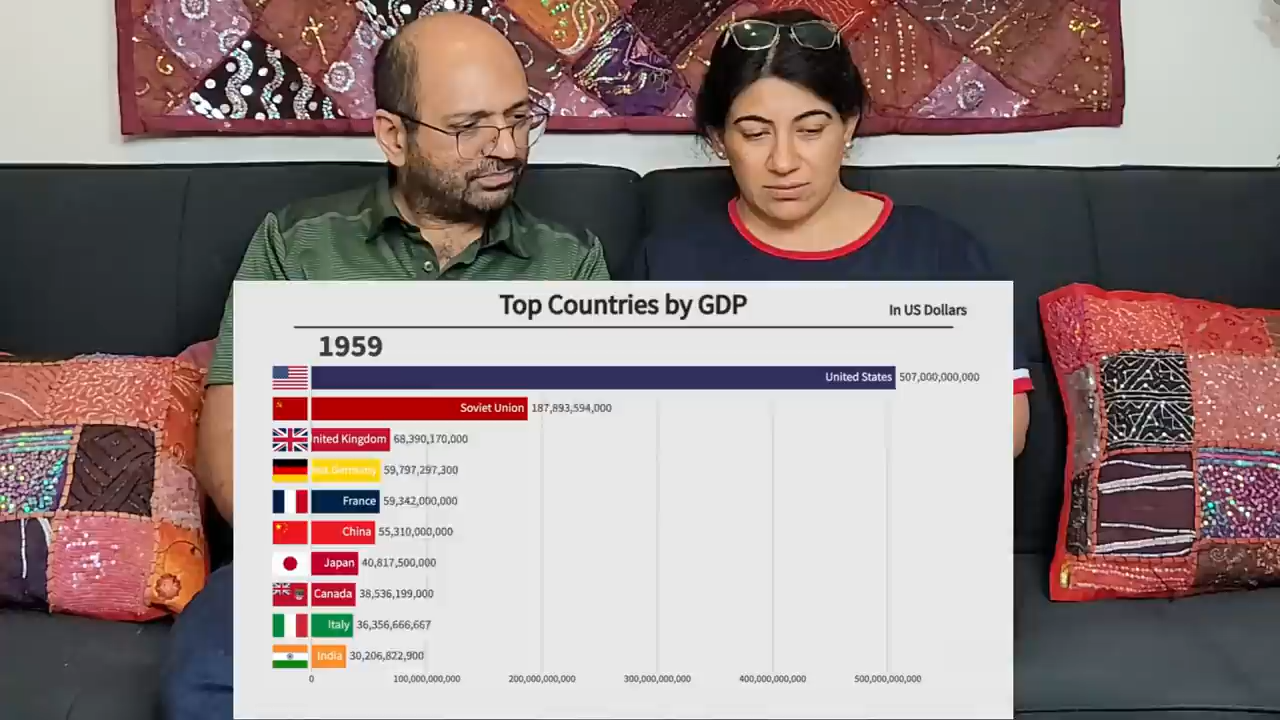 Top Countries by GDP
In US Dollars
1959
United States 507,000,000,000
Soviet Union 187,893,594,000
nited Kingdom 68,390,170,000
Germany 59,797,297,300
France 59,342,000,000
China 55,310,000,000
Japan 40,817,500,000
Canada 38,536,199,000
Italy 36,356,666,667
India 30,206,822,900
0 100,000,000,000 200,000,000,000 300,000,000,000 400,000,000,000 500,000,000,000